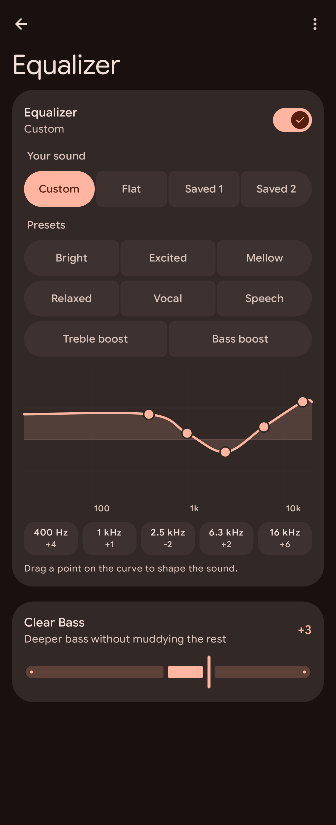 Equalizer
Equalizer
Custom
Your sound
Custom
Flat
Saved 1
Saved 2
Presets
Bright
Excited
Mellow
Relaxed
Vocal
Speech
Treble boost
Bass boost
100
1k
10k
400 Hz
+4
1 kHz
+1
2.5 kHz
-2
6.3 kHz
+2
16 kHz
+6
Drag a point on the curve to shape the sound.
Clear Bass
Deeper bass without muddying the rest
+3